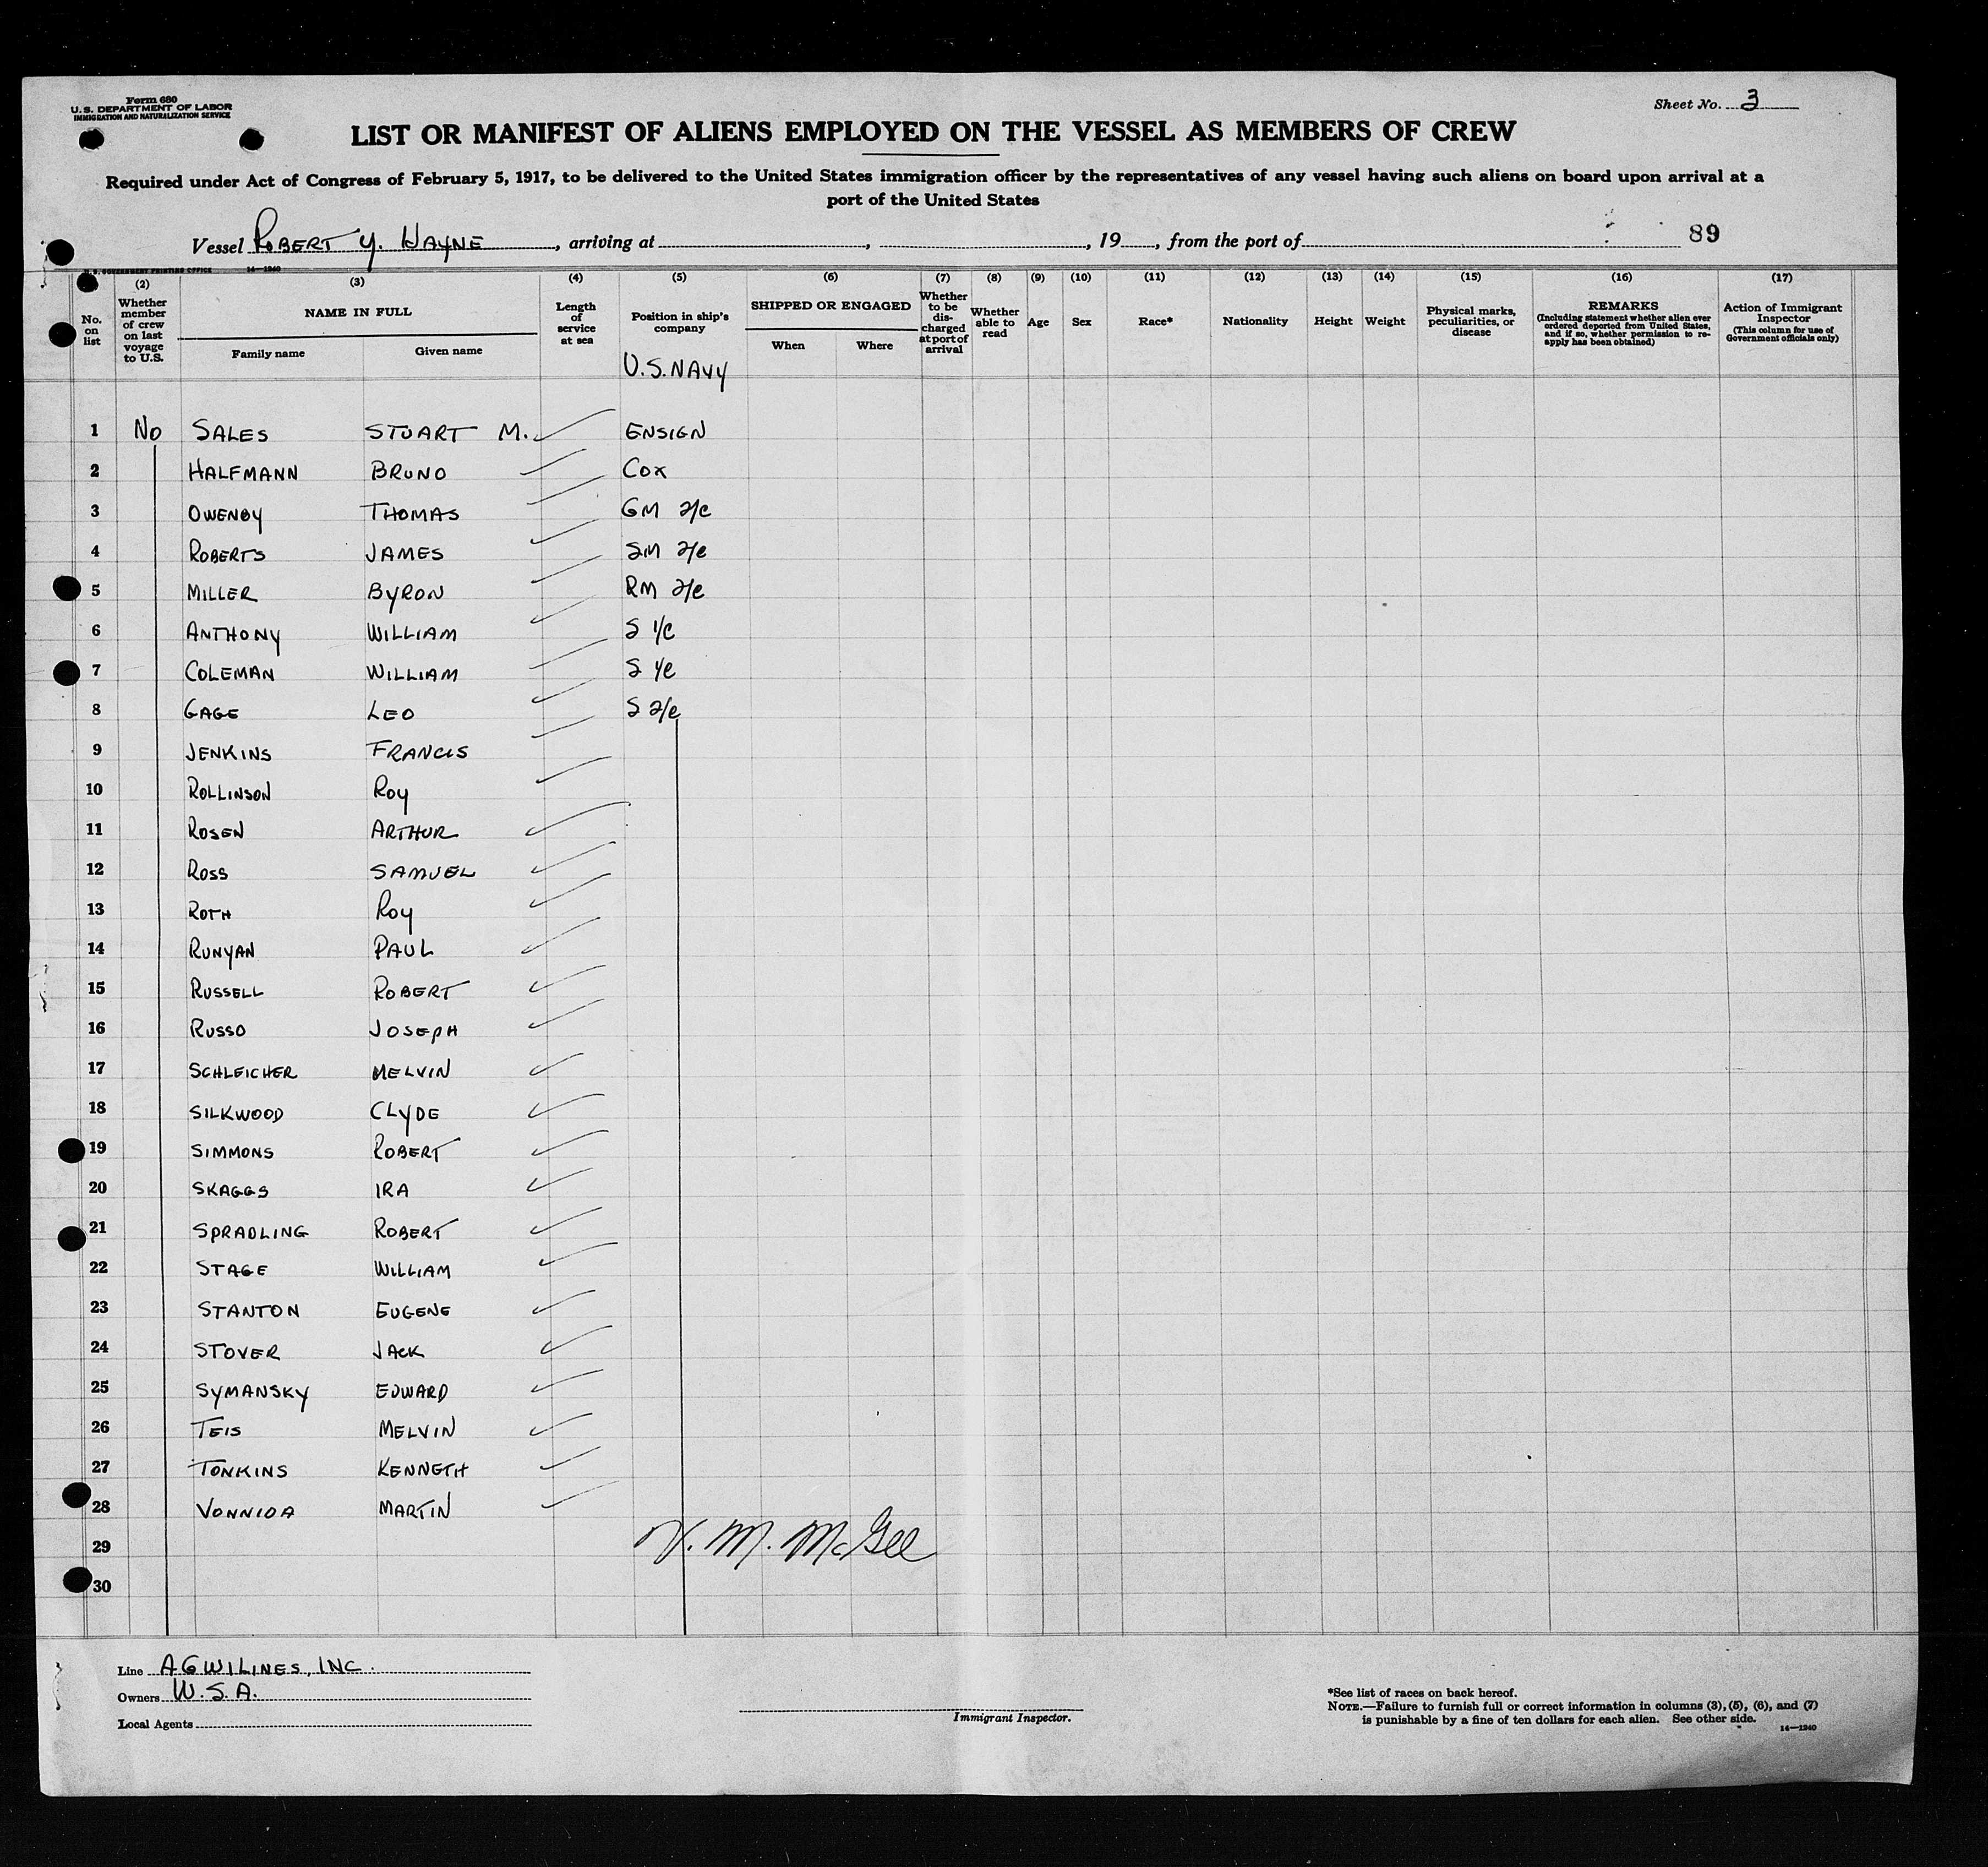 Form 680
U.S. DEPARTMENT OF LABOR
IMMIGRATION AND NATURALIZATION SERVICE
Sheet No. 3
LIST OR MANIFEST OF ALIENS EMPLOYED ON THE VESSEL AS MEMBERS OF CREW
Required under Act of Congress of February 5, 1917, to be delivered to the United States immigration officer by the representatives of any vessel having such aliens on board upon arrival at a
port of the United States
Vessel ROBERT Y. HAYNE, arriving at , , 19 , from the port of 89
U. S. GOVERNMENT PRINTING OFFICE 14—1240
(2) (3) (4) (5) (6) (7) (8) (9) (10) (11) (12) (13) (14) (15) (16) (17)
No. on list
Whether member of crew on last voyage to U.S.
NAME IN FULL
Family name Given name
Length of service at sea
Position in ship's company
SHIPPED OR ENGAGED
When Where
Whether to be discharged at port of arrival
Whether able to read
Age
Sex
Race*
Nationality
Height
Weight
Physical marks, peculiarities, or disease
REMARKS
(Including statement whether alien ever ordered deported from United States, and if so, whether permission to re-apply has been obtained)
Action of Immigrant Inspector
(This column for use of Government officials only)
U.S. NAVY
1 No SALES STUART M. ENSIGN
2 HALFMANN BRUNO COX
3 OWENBY THOMAS GM 2/c
4 ROBERTS JAMES SM 2/c
5 MILLER BYRON RM 2/c
6 ANTHONY WILLIAM S 1/c
7 COLEMAN WILLIAM S 1/c
8 GAGE LEO S 2/c
9 JENKINS FRANCIS
10 ROLLINSON ROY
11 ROSEN ARTHUR
12 ROSS SAMUEL
13 ROTH ROY
14 RUNYAN PAUL
15 RUSSELL ROBERT
16 RUSSO JOSEPH
17 SCHLEICHER MELVIN
18 SILKWOOD CLYDE
19 SIMMONS ROBERT
20 SKAGGS IRA
21 SPRADLING ROBERT
22 STAGE WILLIAM
23 STANTON EUGENE
24 STOVER JACK
25 SYMANSKY EDWARD
26 TEIS MELVIN
27 TONKINS KENNETH
28 VONNIDA MARTIN
29 V. M. McGee
30
Line AGWILINES, INC.
Owners W.S.A.
Local Agents
Immigrant Inspector.
*See list of races on back hereof.
NOTE.—Failure to furnish full or correct information in columns (3), (5), (6), and (7)
is punishable by a fine of ten dollars for each alien. See other side.
14—1240